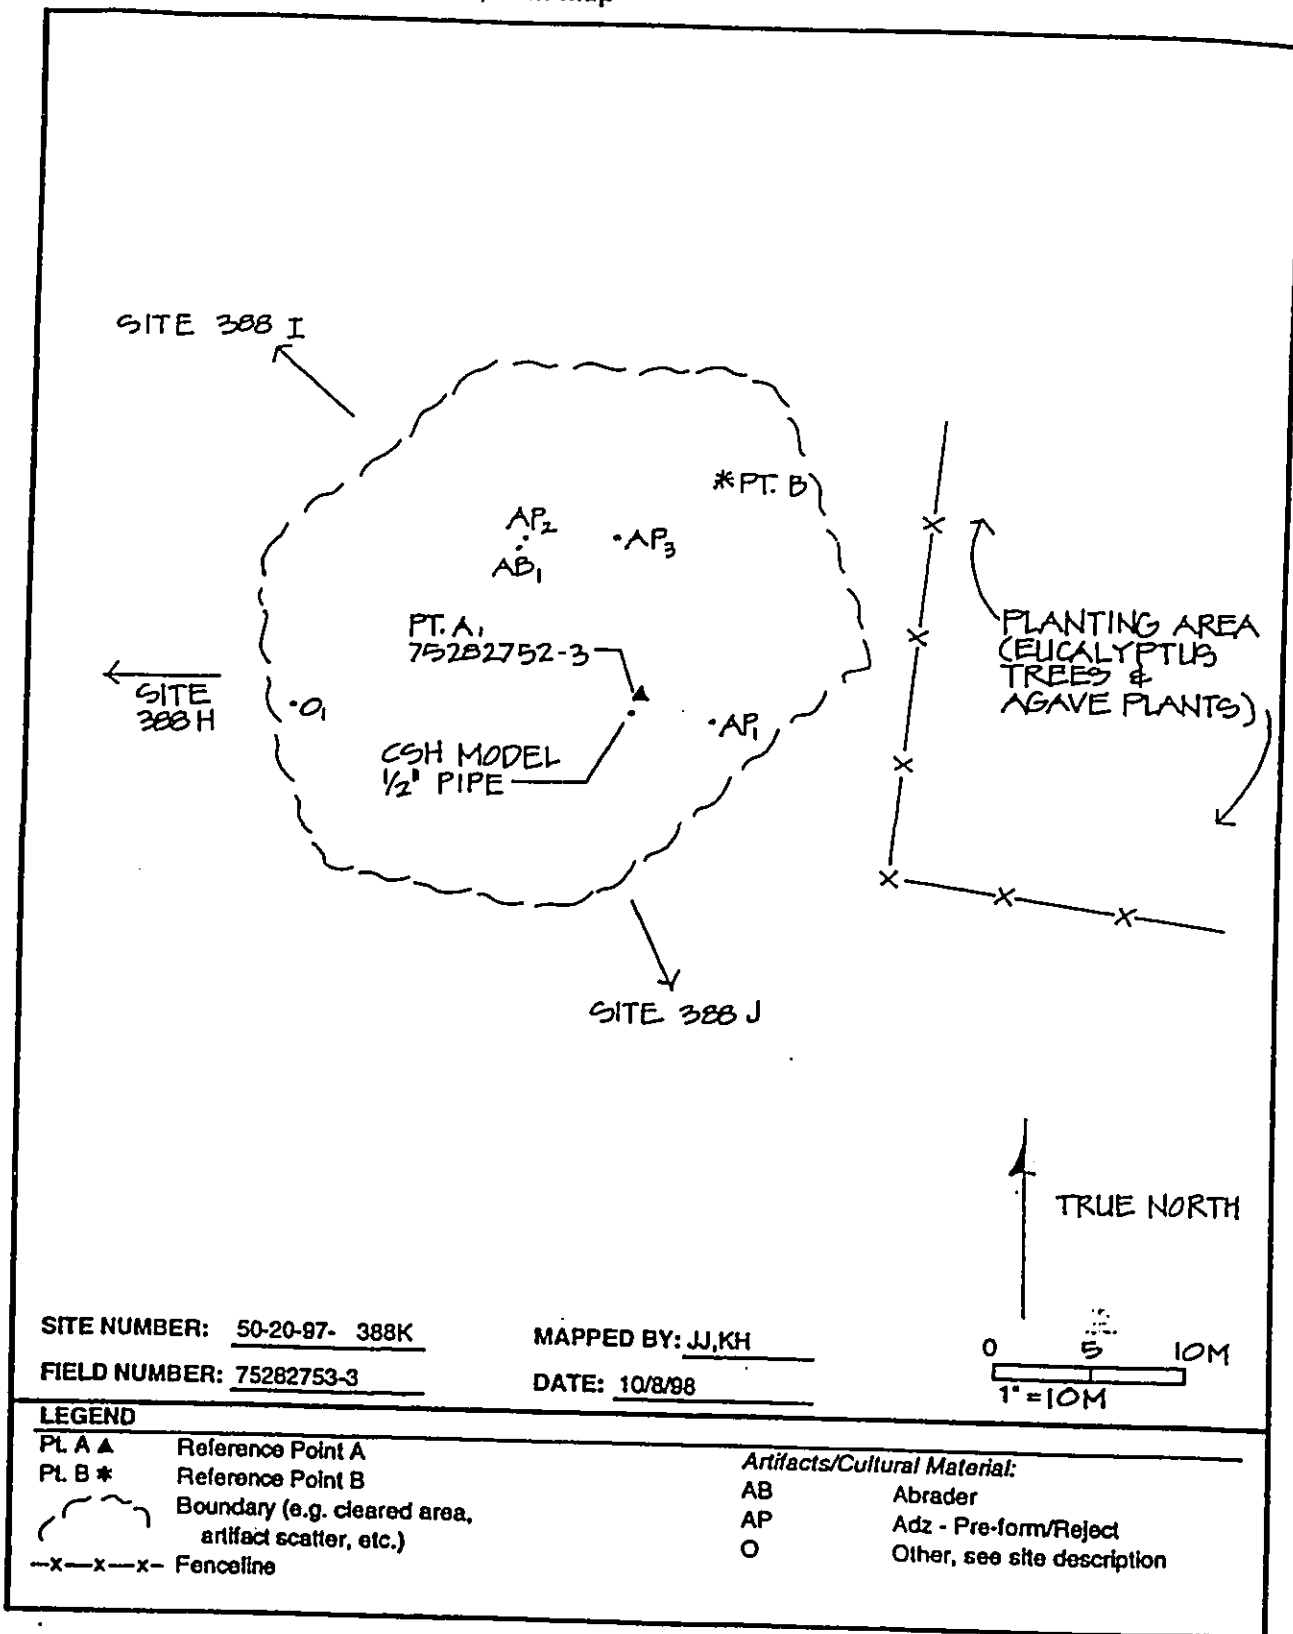 SITE 388 I
*PT. B
AP2
•AP3
AB1
PT. A,
75282752-3
PLANTING AREA
(EUCALYPTUS
TREES &
AGAVE PLANTS)
SITE
388 H
•O1
•AP1
CSH MODEL
1/2" PIPE
SITE 388 J
TRUE NORTH
0 5 10M
1" = 10M
SITE NUMBER: 50-20-97- 388K
MAPPED BY: JJ,KH
FIELD NUMBER: 75282753-3
DATE: 10/8/98
LEGEND
Pt. A ▲ Reference Point A
Pt. B * Reference Point B
Boundary (e.g. cleared area,
artifact scatter, etc.)
—x—x—x— Fenceline
Artifacts/Cultural Material:
AB Abrader
AP Adz - Pre-form/Reject
O Other, see site description